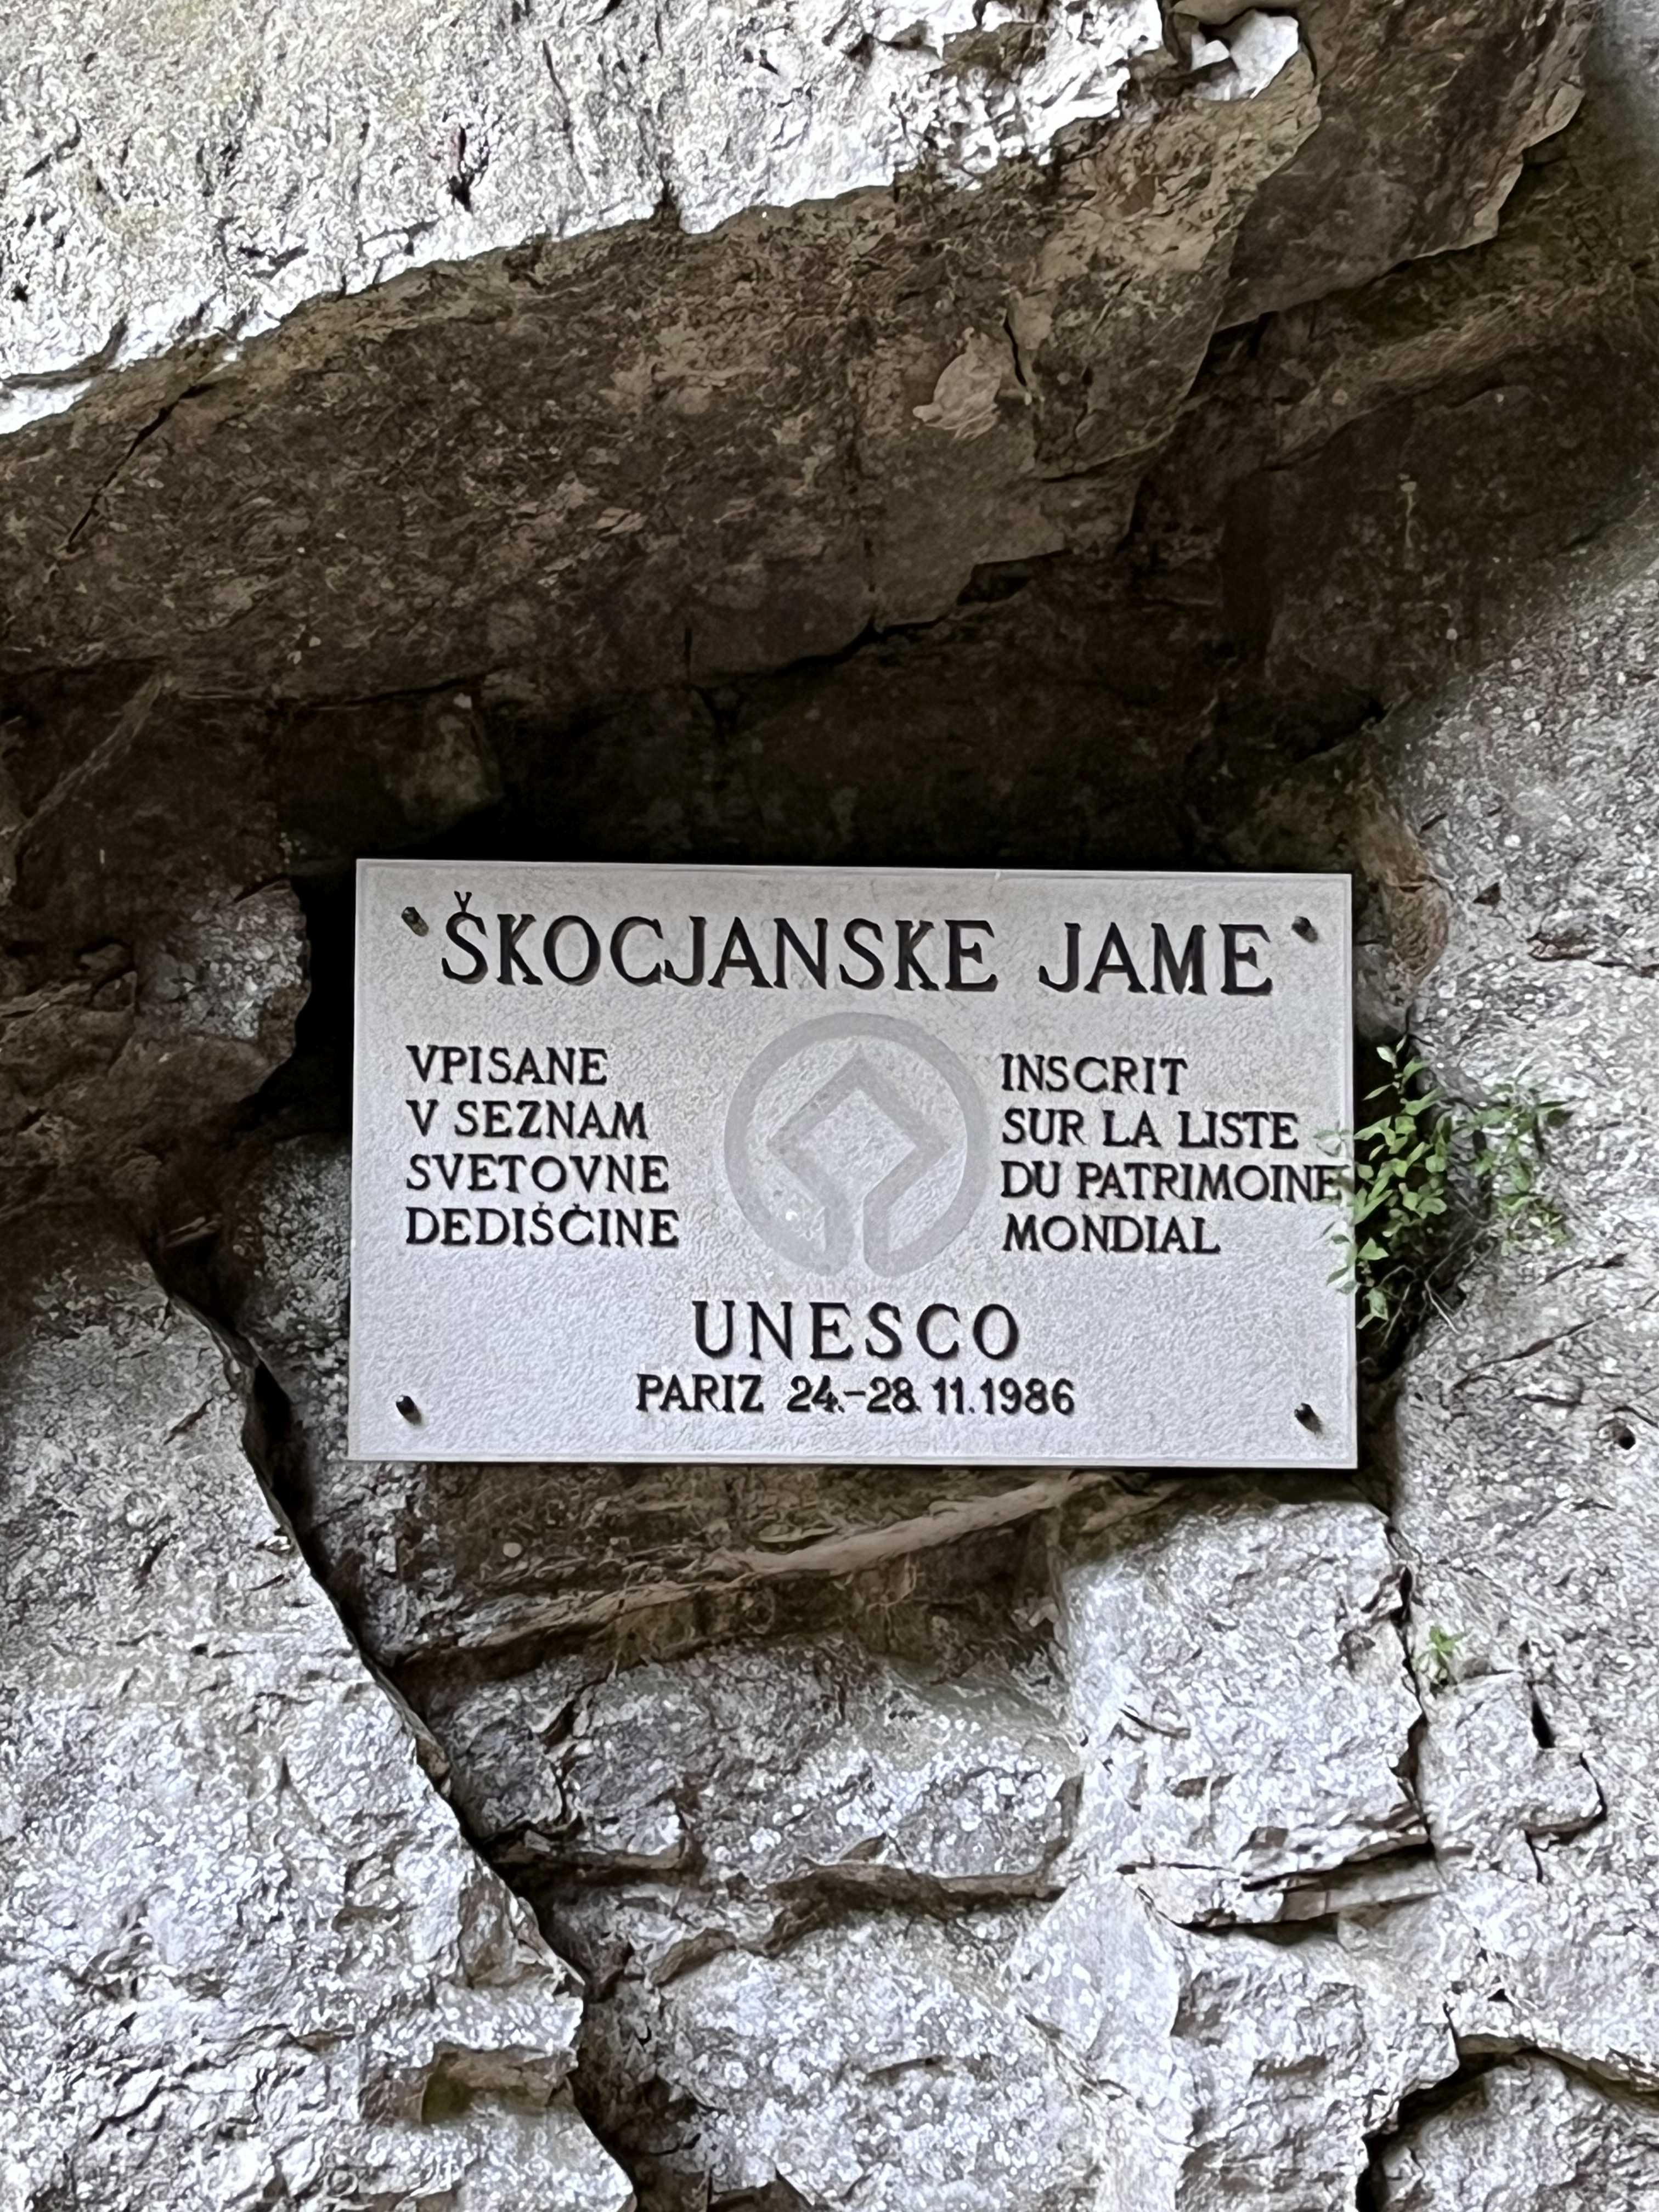 ŠKOCJANSKE JAME
VPISANE
V SEZNAM
SVETOVNE
DEDIŠČINE
INSCRIT
SUR LA LISTE
DU PATRIMOINE
MONDIAL
UNESCO
PARIZ 24.-28.11.1986